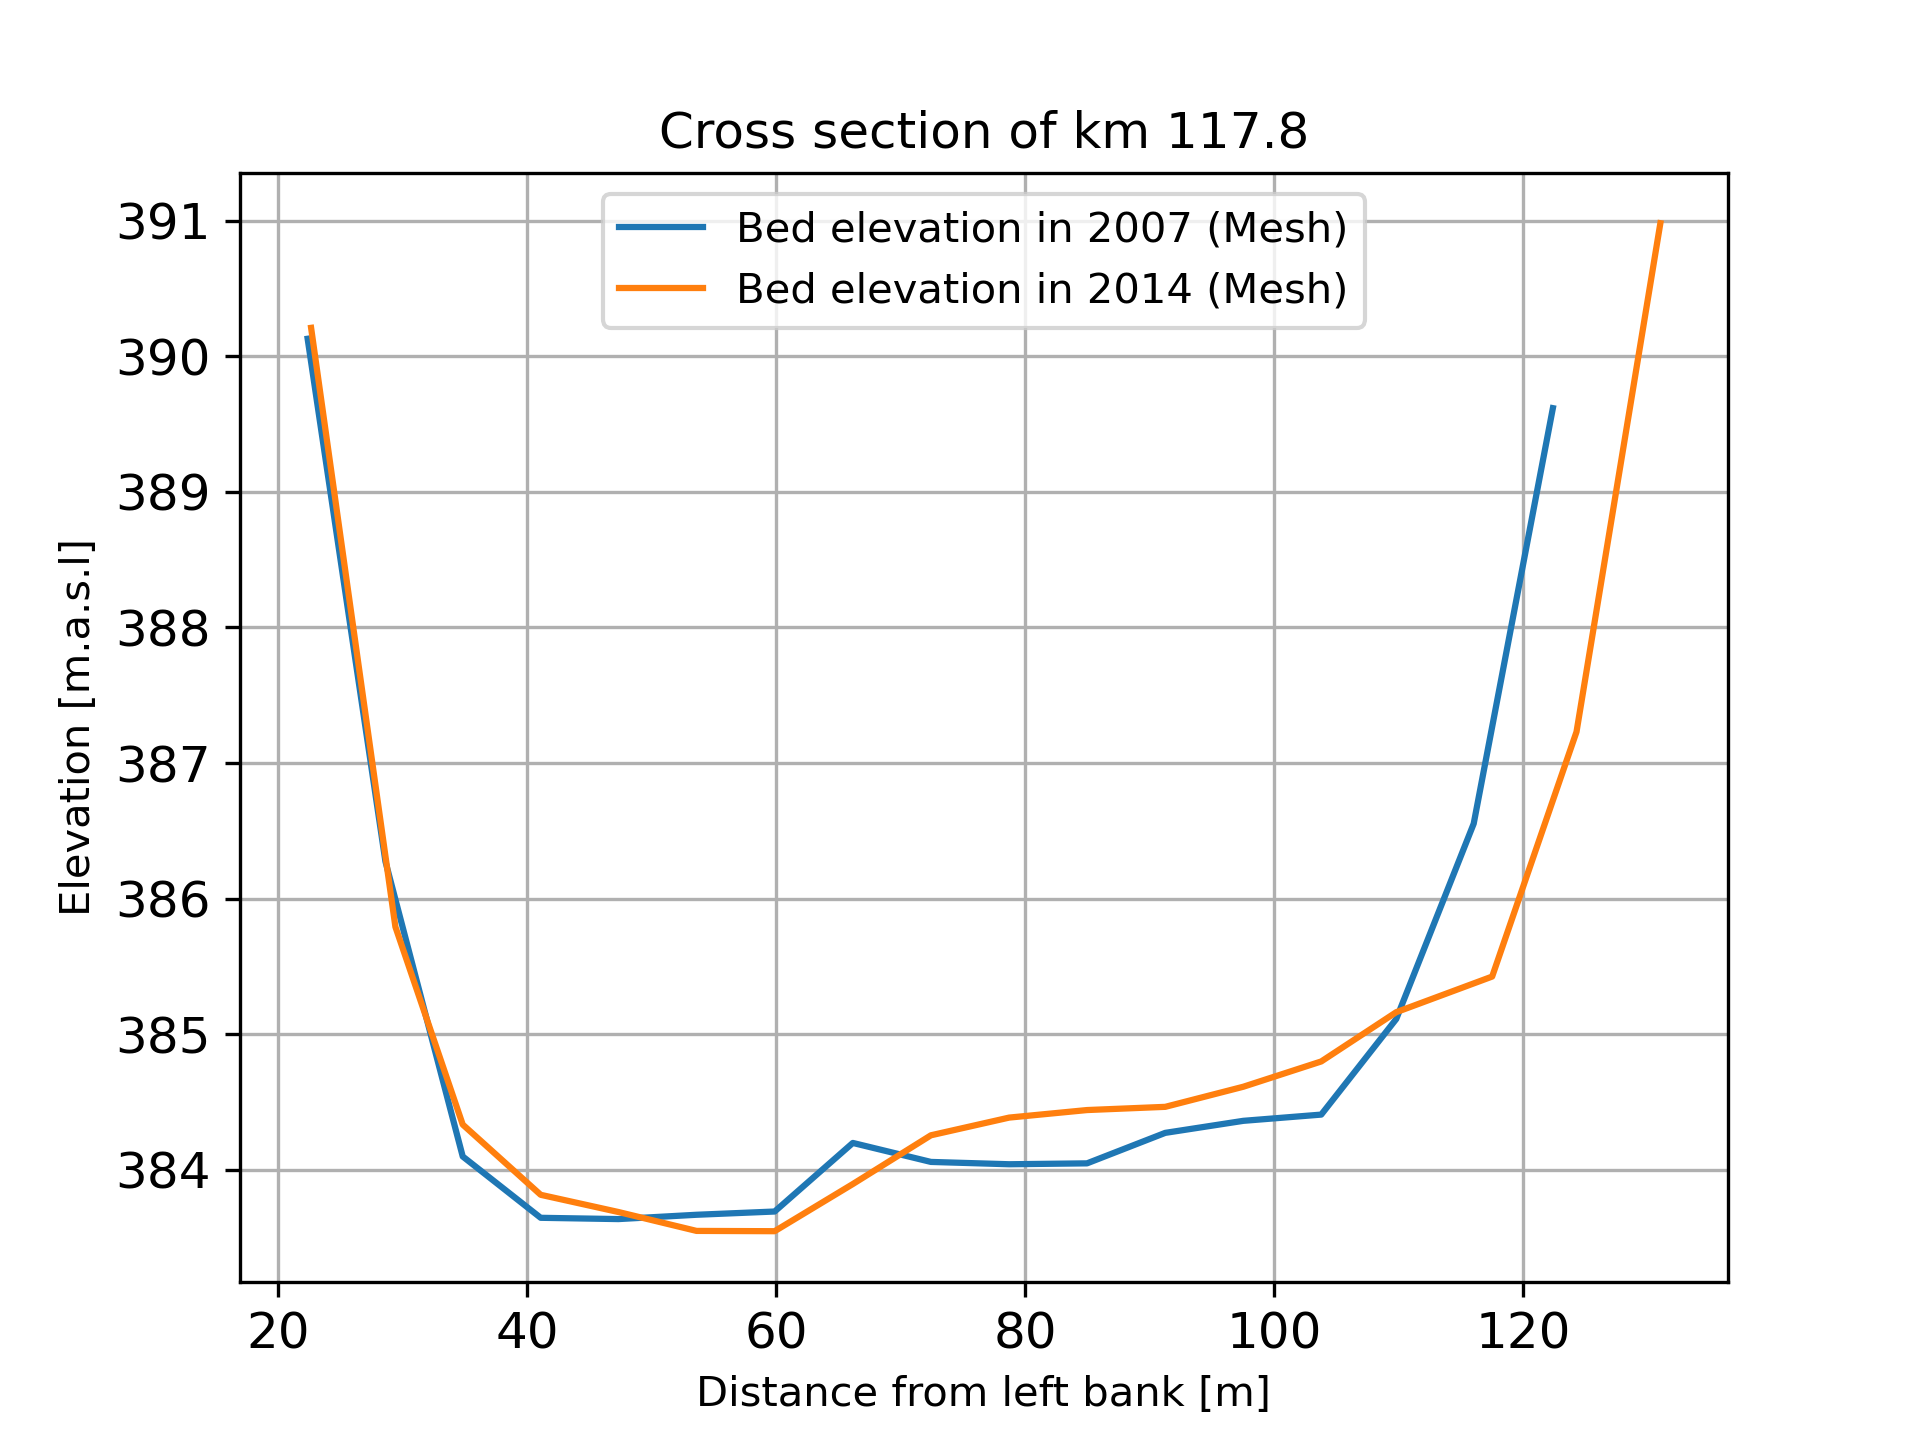 Cross section of km 117.8
Bed elevation in 2007 (Mesh)
Bed elevation in 2014 (Mesh)
Elevation [m.a.s.l]
391
390
389
388
387
386
385
384
20 40 60 80 100 120
Distance from left bank [m]